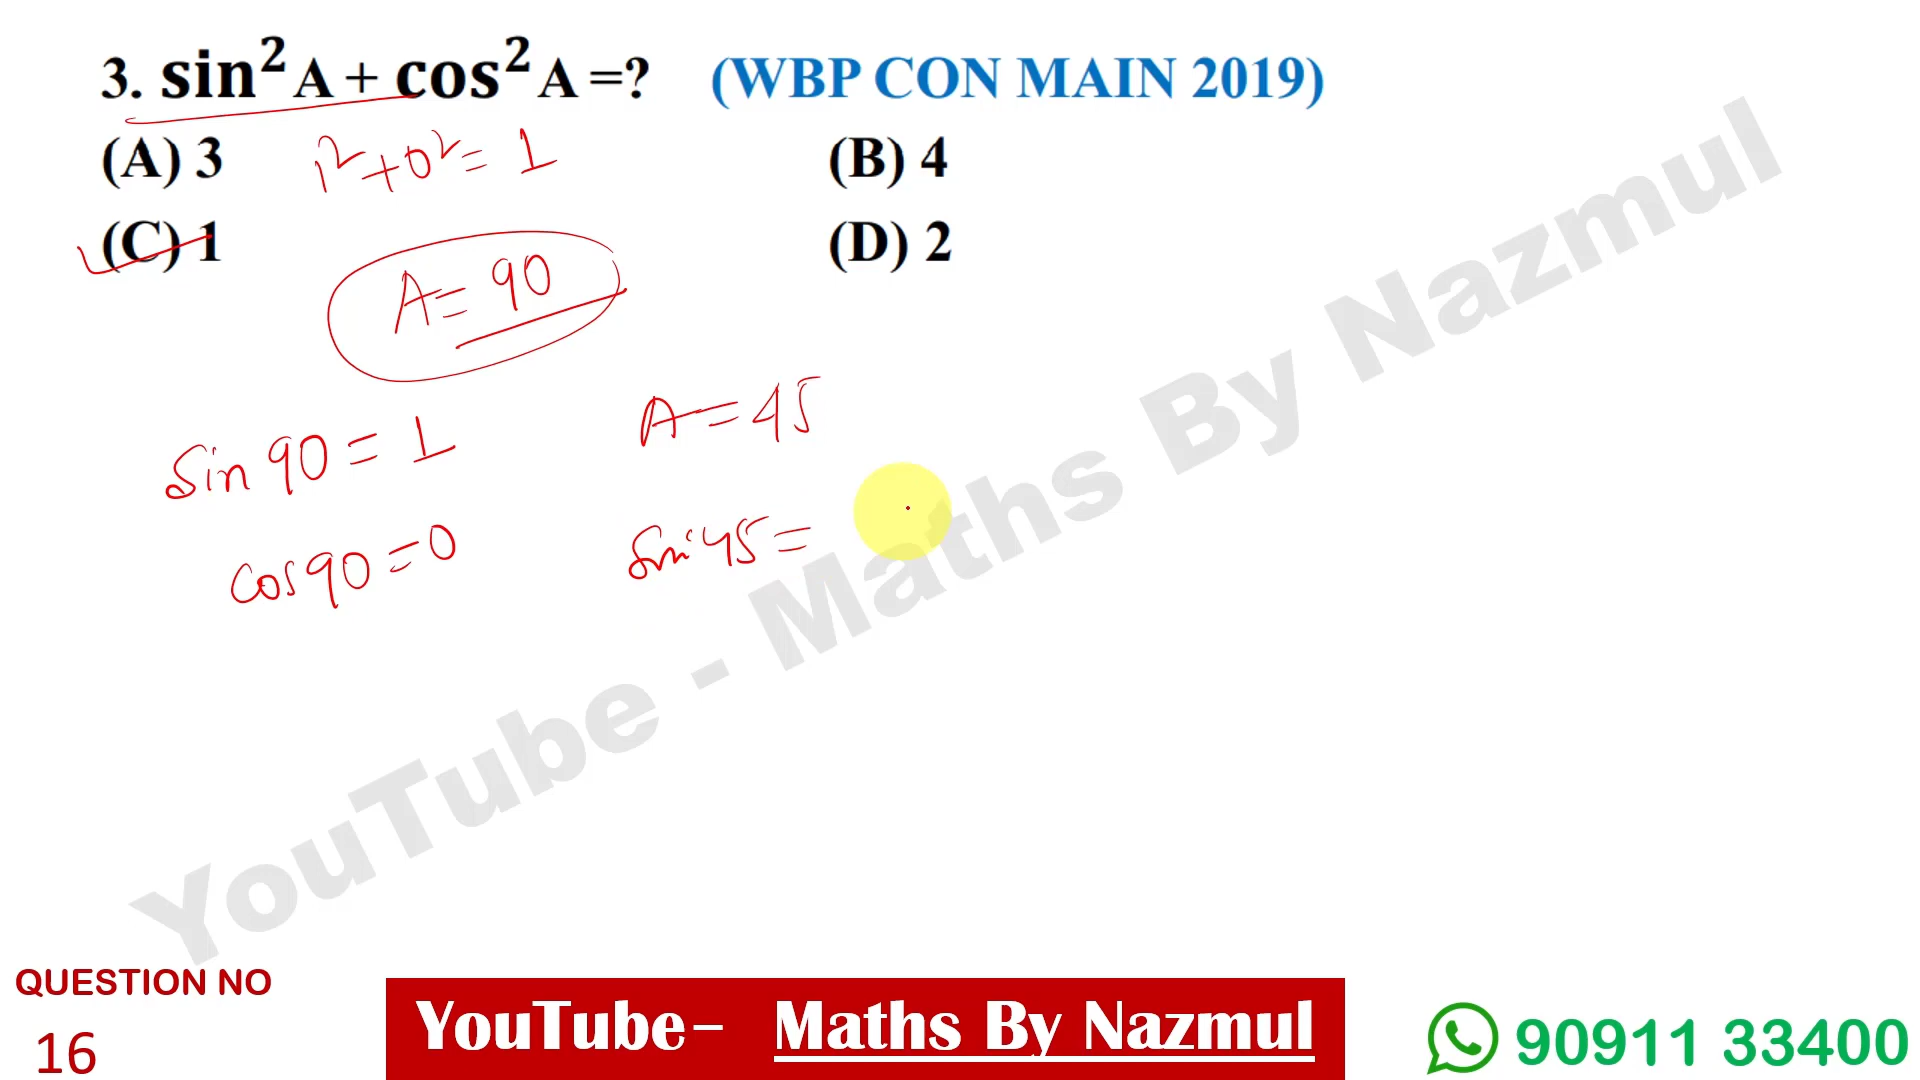 3. sin²A + cos²A =? (WBP CON MAIN 2019)
(A) 3 (B) 4
1²+0²= 1
(C) 1 (D) 2
A= 90
sin 90 = 1
A = 45
cos 90 = 0
sin 45 =
YouTube - Maths By Nazmul
QUESTION NO
16
YouTube– Maths By Nazmul
90911 33400